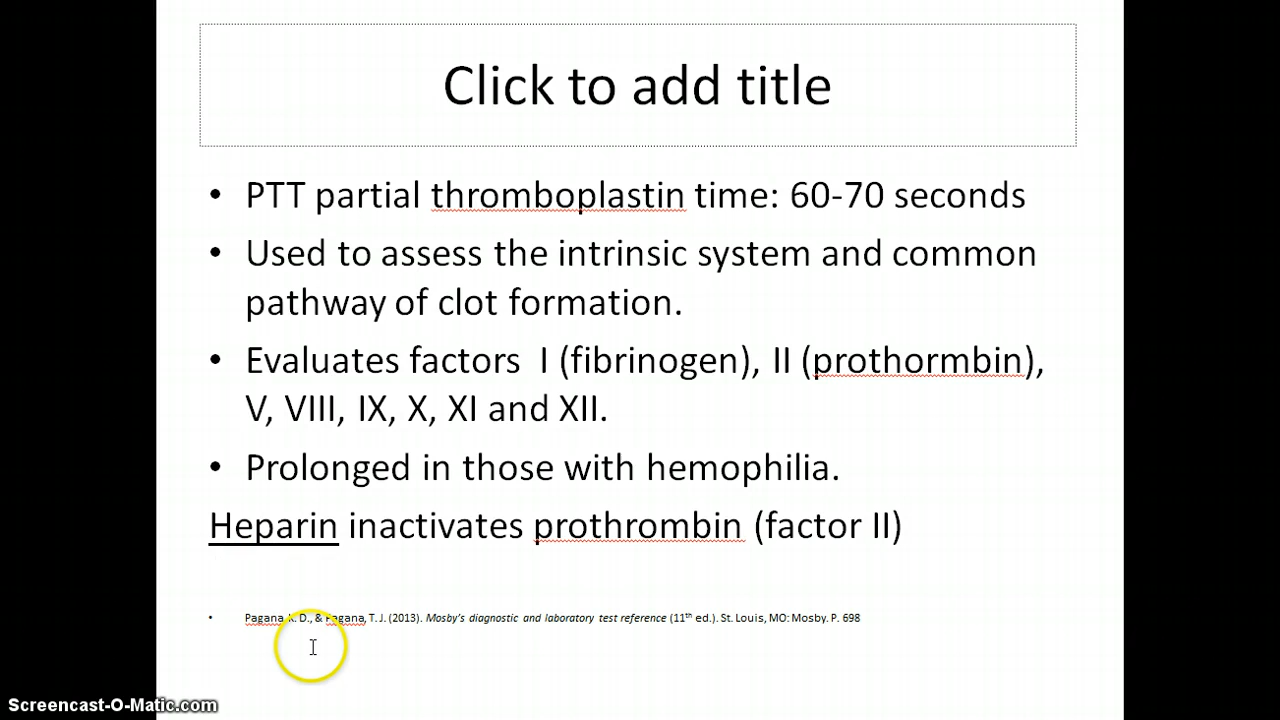 Click to add title
• PTT partial thromboplastin time: 60-70 seconds
• Used to assess the intrinsic system and common
pathway of clot formation.
• Evaluates factors I (fibrinogen), II (prothormbin),
V, VIII, IX, X, XI and XII.
• Prolonged in those with hemophilia.
Heparin inactivates prothrombin (factor II)
• Pagana K. D., & Pagana, T. J. (2013). Mosby's diagnostic and laboratory test reference (11th ed.). St. Louis, MO: Mosby. P. 698
Screencast-O-Matic.com